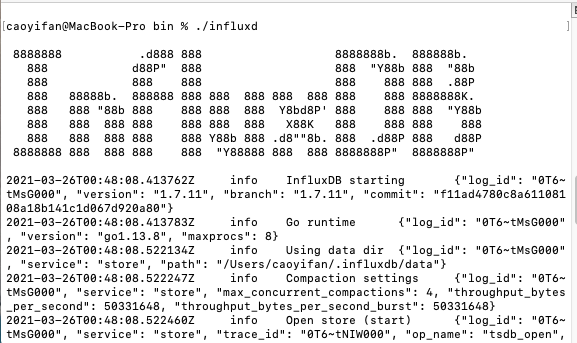 [caoyifan@MacBook-Pro bin % ./influxd ]
 8888888           .d888 888                   8888888b.  888888b.
   888            d88P"  888                   888  "Y88b 888  "88b
   888            888    888                   888    888 888  .88P
   888   88888b.  888888 888 888  888 888  888 888    888 8888888K.
   888   888 "88b 888    888 888  888  Y8bd8P' 888    888 888  "Y88b
   888   888  888 888    888 888  888   X88K   888    888 888    888
   888   888  888 888    888 Y88b 888 .d8""8b. 888  .d88P 888   d88P
 8888888 888  888 888    888  "Y88888 888  888 8888888P"  8888888P"
2021-03-26T00:48:08.413762Z     info    InfluxDB starting       {"log_id": "0T6~
tMsG000", "version": "1.7.11", "branch": "1.7.11", "commit": "f11ad4780c8a611081
08a18b141c1d067d920a80"}
2021-03-26T00:48:08.413783Z     info    Go runtime      {"log_id": "0T6~tMsG000"
, "version": "go1.13.8", "maxprocs": 8}
2021-03-26T00:48:08.522134Z     info    Using data dir  {"log_id": "0T6~tMsG000"
, "service": "store", "path": "/Users/caoyifan/.influxdb/data"}
2021-03-26T00:48:08.522247Z     info    Compaction settings     {"log_id": "0T6~
tMsG000", "service": "store", "max_concurrent_compactions": 4, "throughput_bytes
_per_second": 50331648, "throughput_bytes_per_second_burst": 50331648}
2021-03-26T00:48:08.522460Z     info    Open store (start)      {"log_id": "0T6~
tMsG000", "service": "store", "trace_id": "0T6~tNIW000", "op_name": "tsdb_open",